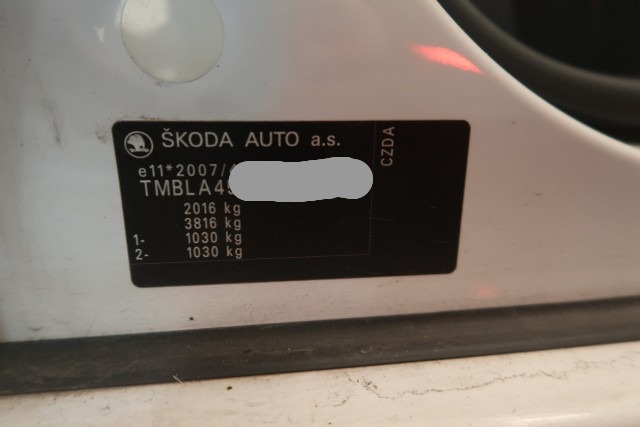 ŠKODA AUTO a.s.
e11*2007/
TMBLA4
2016 kg
3816 kg
1- 1030 kg
2- 1030 kg
CZDA